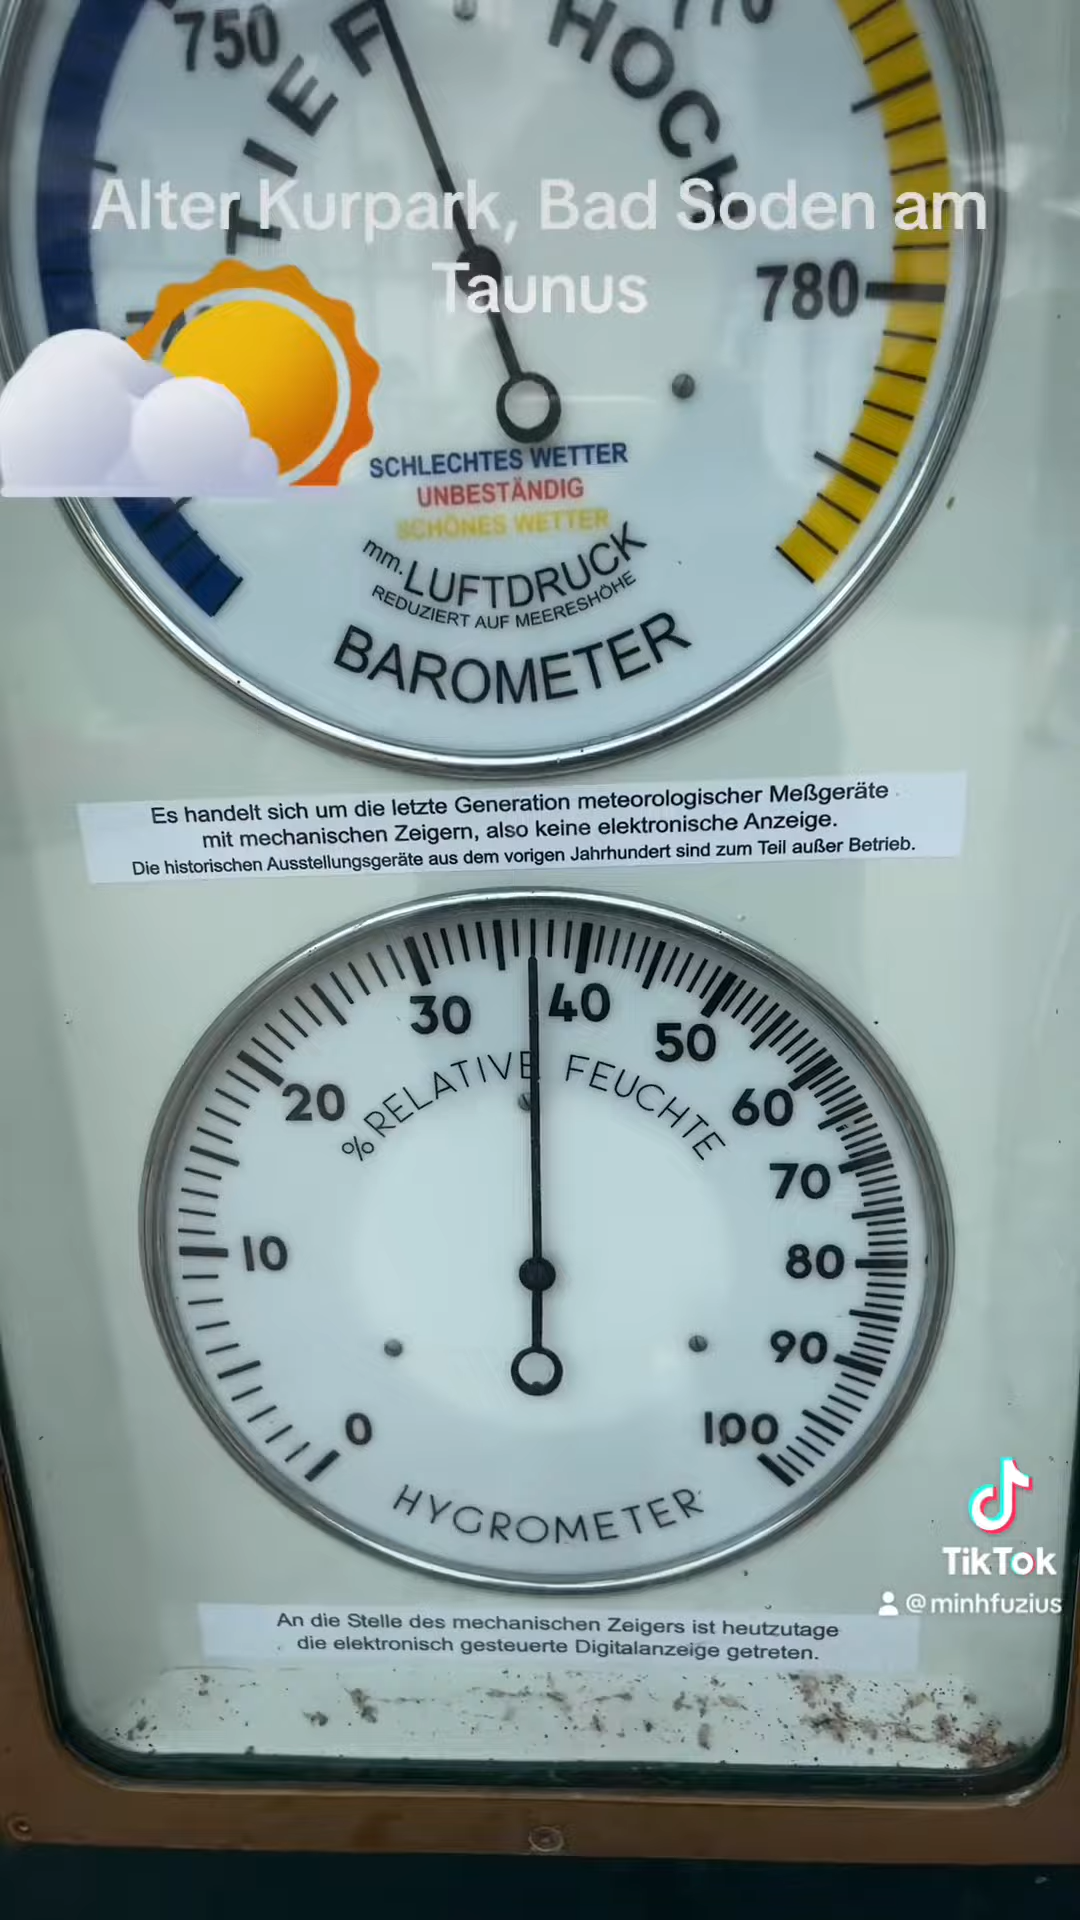 750
770
TIEF
HOCH
Alter Kurpark, Bad Soden am
Taunus
780
SCHLECHTES WETTER
UNBESTÄNDIG
SCHÖNES WETTER
mm. LUFTDRUCK
REDUZIERT AUF MEERESHÖHE
BAROMETER
Es handelt sich um die letzte Generation meteorologischer Meßgeräte
mit mechanischen Zeigern, also keine elektronische Anzeige.
Die historischen Ausstellungsgeräte aus dem vorigen Jahrhundert sind zum Teil außer Betrieb.
30
40
50
20
60
% RELATIVE FEUCHTE
70
10
80
90
0
100
HYGROMETER
TikTok
@minhfuzius
An die Stelle des mechanischen Zeigers ist heutzutage
die elektronisch gesteuerte Digitalanzeige getreten.